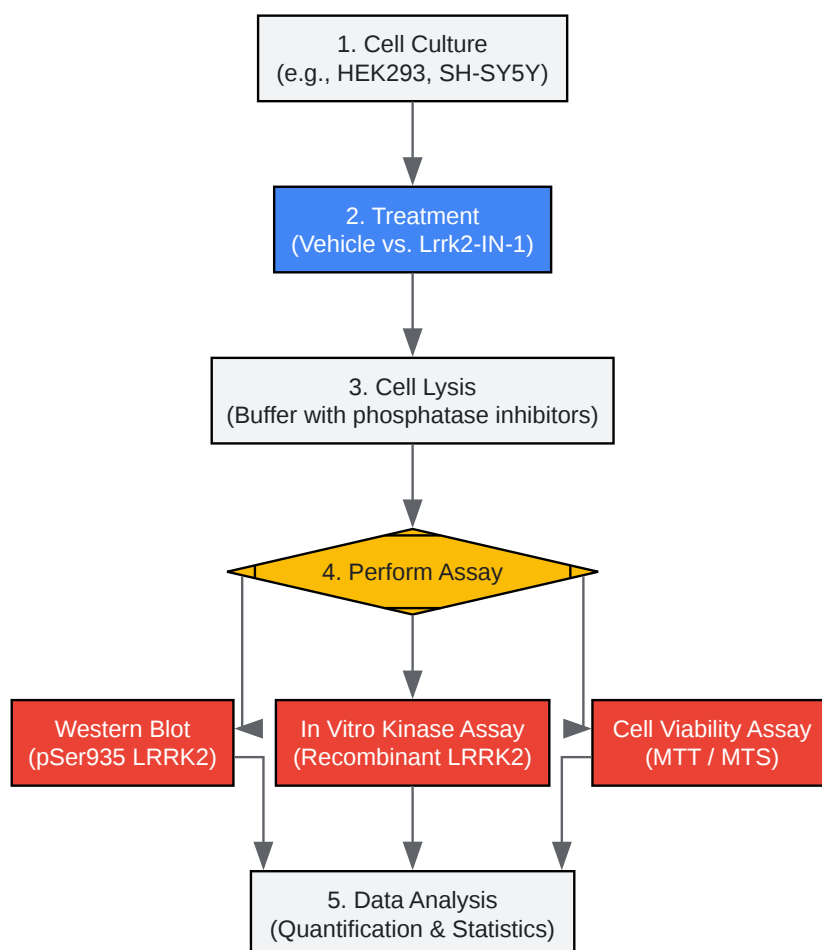 1. Cell Culture
(e.g., HEK293, SH-SY5Y)
2. Treatment
(Vehicle vs. Lrrk2-IN-1)
3. Cell Lysis
(Buffer with phosphatase inhibitors)
4. Perform Assay
Western Blot
(pSer935 LRRK2)
In Vitro Kinase Assay
(Recombinant LRRK2)
Cell Viability Assay
(MTT / MTS)
5. Data Analysis
(Quantification & Statistics)